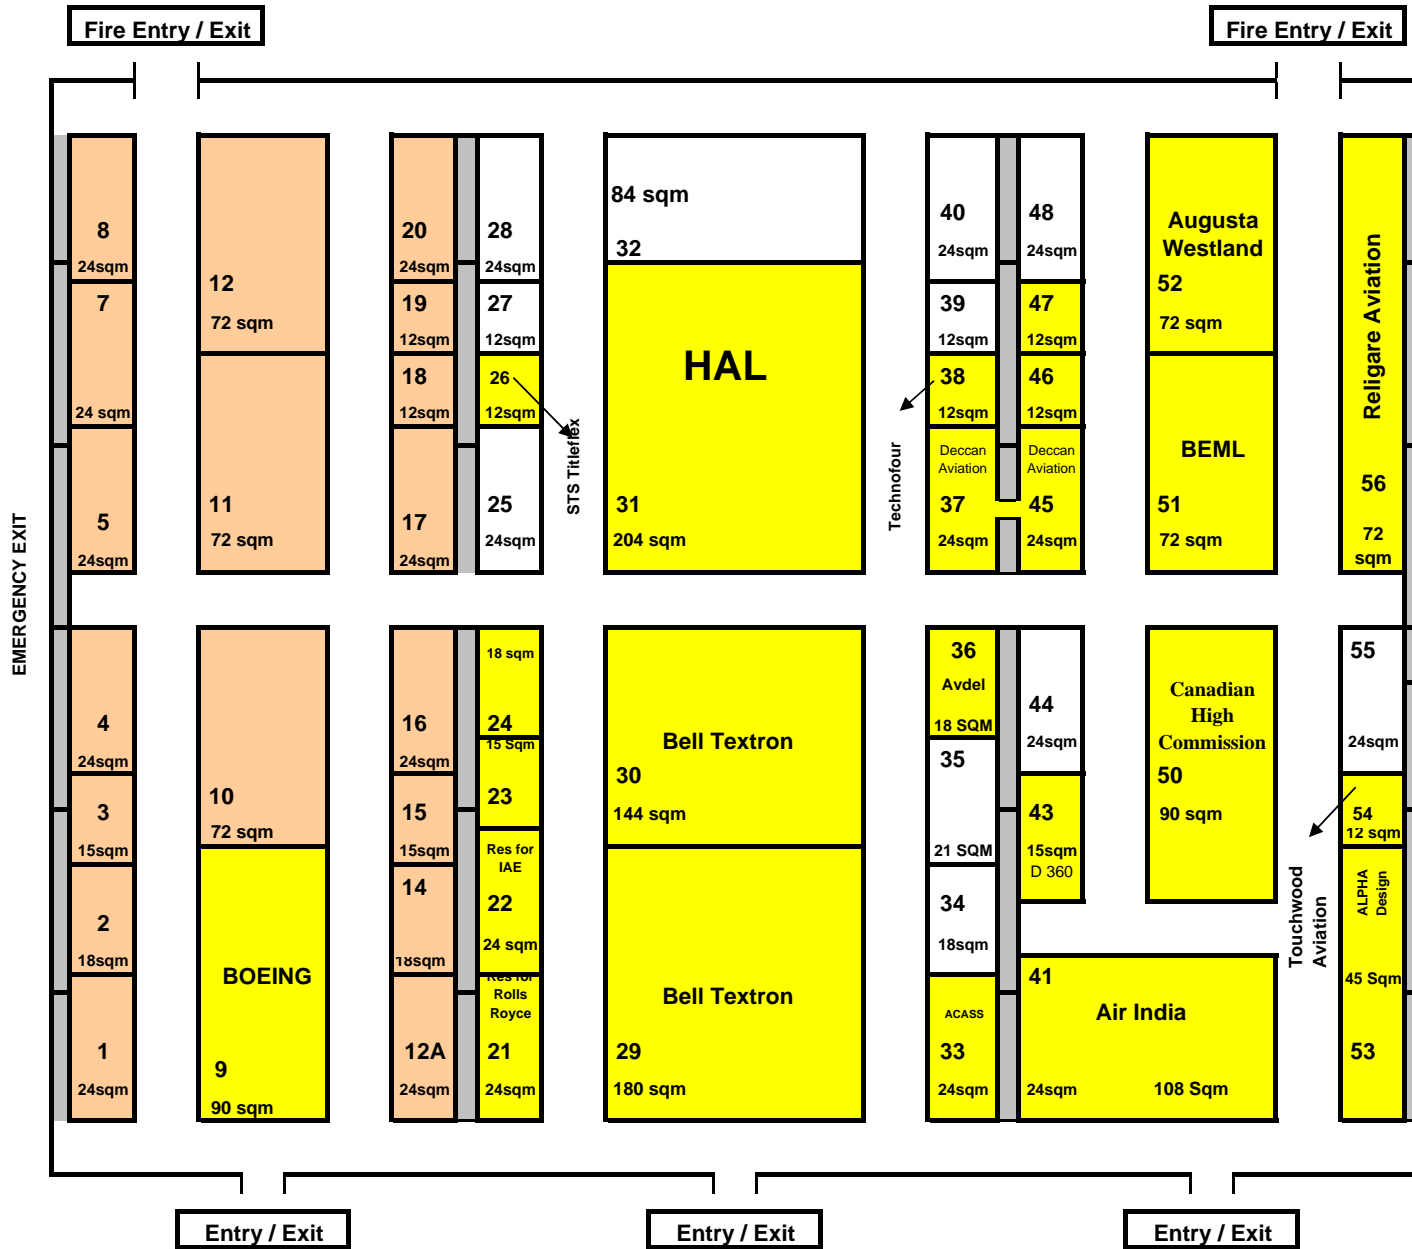 Fire Entry / Exit
Fire Entry / Exit
EMERGENCY EXIT
8
24sqm
7
24 sqm
5
24sqm
12
72 sqm
11
72 sqm
20
24sqm
19
12sqm
18
12sqm
17
24sqm
28
24sqm
27
12sqm
26
12sqm
STS Titleflex
25
24sqm
84 sqm
32
HAL
31
204 sqm
40
24sqm
39
12sqm
38
12sqm
Technofour
Deccan
Aviation
37
24sqm
48
24sqm
47
12sqm
46
12sqm
Deccan
Aviation
45
24sqm
Augusta
Westland
52
72 sqm
BEML
51
72 sqm
Religare Aviation
56
72
sqm
4
24sqm
3
15sqm
2
18sqm
1
24sqm
10
72 sqm
BOEING
9
90 sqm
16
24sqm
15
15sqm
14
18sqm
12A
24sqm
18 sqm
24
15 Sqm
23
Res for
IAE
22
24 sqm
Res for
Rolls
Royce
21
24sqm
Bell Textron
30
144 sqm
Bell Textron
29
180 sqm
36
Avdel
18 SQM
35
21 SQM
34
18sqm
ACASS
33
24sqm
44
24sqm
43
15sqm
D 360
41
Air India
24sqm
108 Sqm
Canadian
High
Commission
50
90 sqm
55
24sqm
54
12 sqm
Touchwood
Aviation
ALPHA
Design
45 Sqm
53
Entry / Exit
Entry / Exit
Entry / Exit